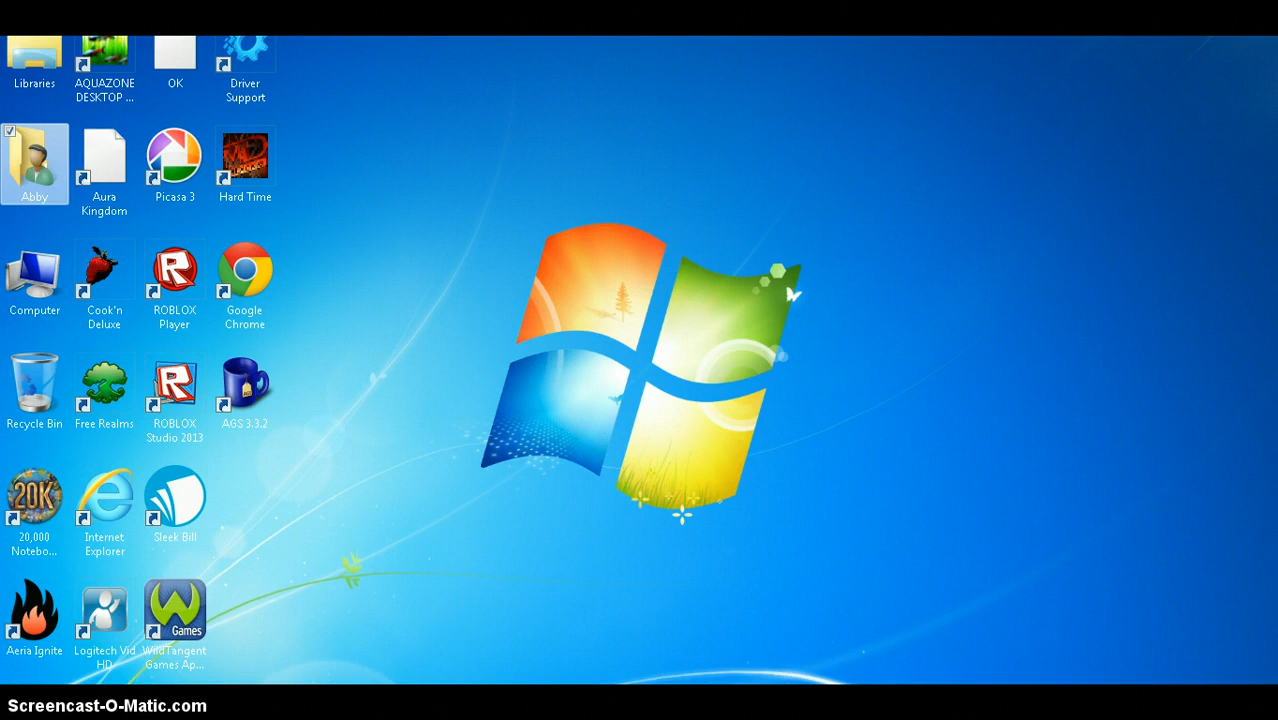 Libraries
AQUAZONE
DESKTOP ...
OK
Driver
Support
Abby
Aura
Kingdom
Picasa 3
Hard Time
Computer
Cook'n
Deluxe
ROBLOX
Player
Google
Chrome
Recycle Bin
Free Realms
ROBLOX
Studio 2013
AGS 3.3.2
20K
20,000
Notebo...
Internet
Explorer
Sleek Bill
Aeria Ignite
Logitech Vid
HD
Games
WildTangent
Games Ap...
Screencast-O-Matic.com